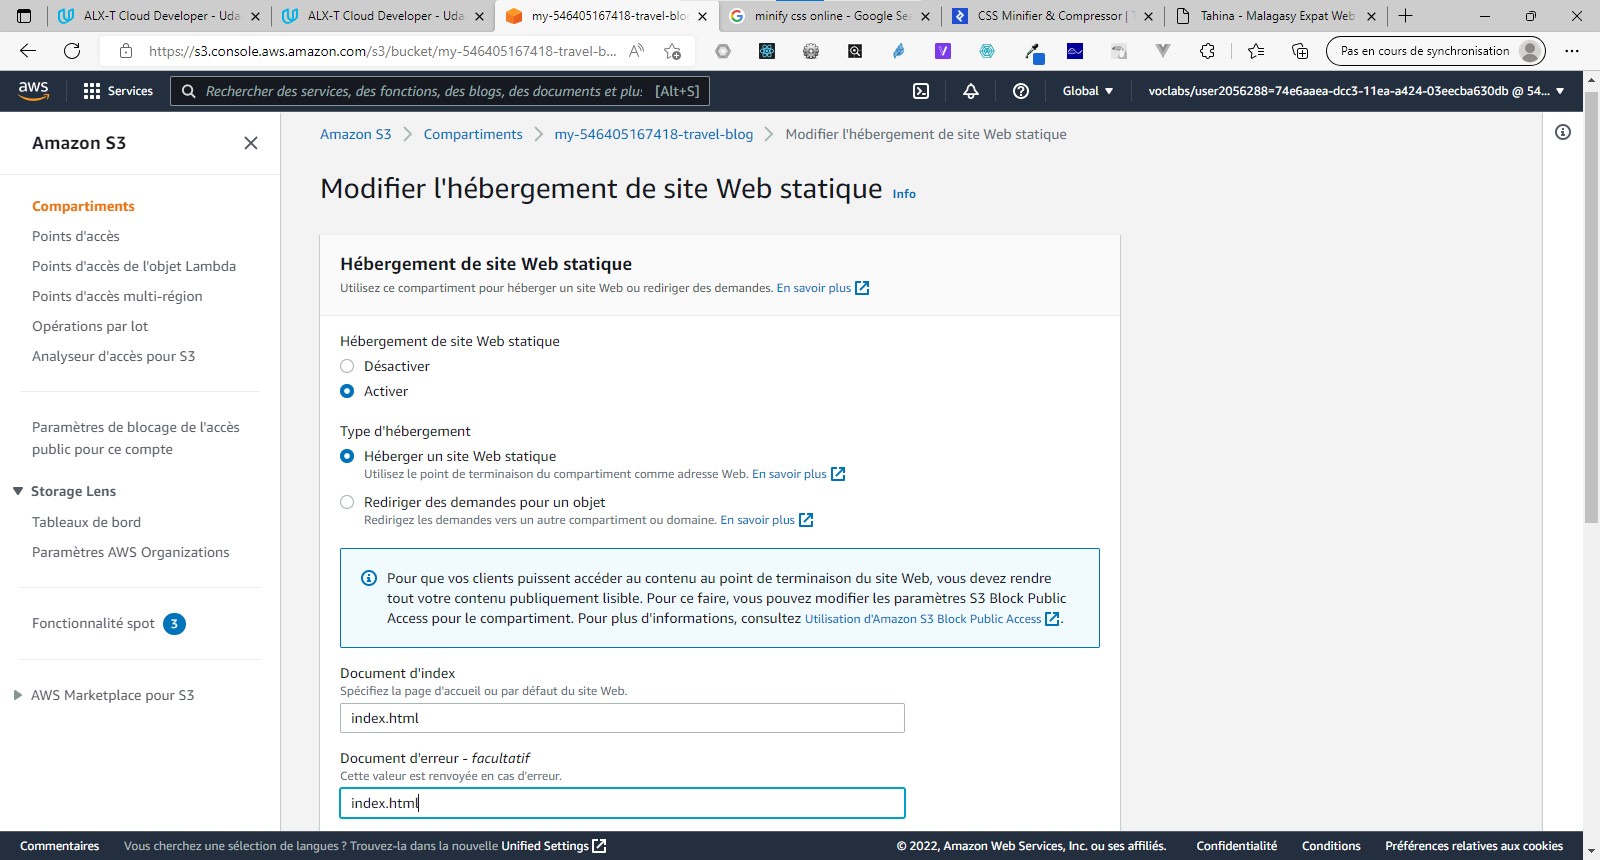 ALX-T Cloud Developer - Uda
ALX-T Cloud Developer - Uda
my-546405167418-travel-blo
minify css online - Google Se
CSS Minifier & Compressor | T
Tahina - Malagasy Expat Web
https://s3.console.aws.amazon.com/s3/bucket/my-546405167418-travel-b...
Pas en cours de synchronisation
aws
Services
Rechercher des services, des fonctions, des blogs, des documents et plus
[Alt+S]
Global
voclabs/user2056288=74e6aaea-dcc3-11ea-a424-03eecba630db @ 54...
Amazon S3
Compartiments
Points d'accès
Points d'accès de l'objet Lambda
Points d'accès multi-région
Opérations par lot
Analyseur d'accès pour S3
Paramètres de blocage de l'accès
public pour ce compte
Storage Lens
Tableaux de bord
Paramètres AWS Organizations
Fonctionnalité spot 3
AWS Marketplace pour S3
Amazon S3 > Compartiments > my-546405167418-travel-blog > Modifier l'hébergement de site Web statique
Modifier l'hébergement de site Web statique Info
Hébergement de site Web statique
Utilisez ce compartiment pour héberger un site Web ou rediriger des demandes. En savoir plus
Hébergement de site Web statique
Désactiver
Activer
Type d'hébergement
Héberger un site Web statique
Utilisez le point de terminaison du compartiment comme adresse Web. En savoir plus
Rediriger des demandes pour un objet
Redirigez les demandes vers un autre compartiment ou domaine. En savoir plus
Pour que vos clients puissent accéder au contenu au point de terminaison du site Web, vous devez rendre
tout votre contenu publiquement lisible. Pour ce faire, vous pouvez modifier les paramètres S3 Block Public
Access pour le compartiment. Pour plus d'informations, consultez Utilisation d'Amazon S3 Block Public Access.
Document d'index
Spécifiez la page d'accueil ou par défaut du site Web.
index.html
Document d'erreur - facultatif
Cette valeur est renvoyée en cas d'erreur.
index.html
Commentaires
Vous cherchez une sélection de langues ? Trouvez-la dans la nouvelle Unified Settings
© 2022, Amazon Web Services, Inc. ou ses affiliés.
Confidentialité
Conditions
Préférences relatives aux cookies